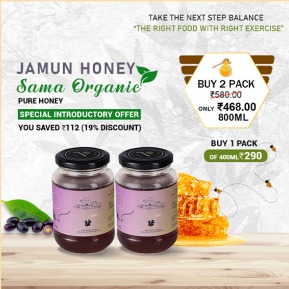 TAKE THE NEXT STEP BALANCE
"THE RIGHT FOOD WITH RIGHT EXERCISE"
JAMUN HONEY
Sama Organic
PURE HONEY
SPECIAL INTRODUCTORY OFFER
YOU SAVED ₹112 (19% DISCOUNT)
BUY 2 PACK
₹580.00
ONLY ₹468.00
800ML
BUY 1 PACK
OF 400ML ₹290